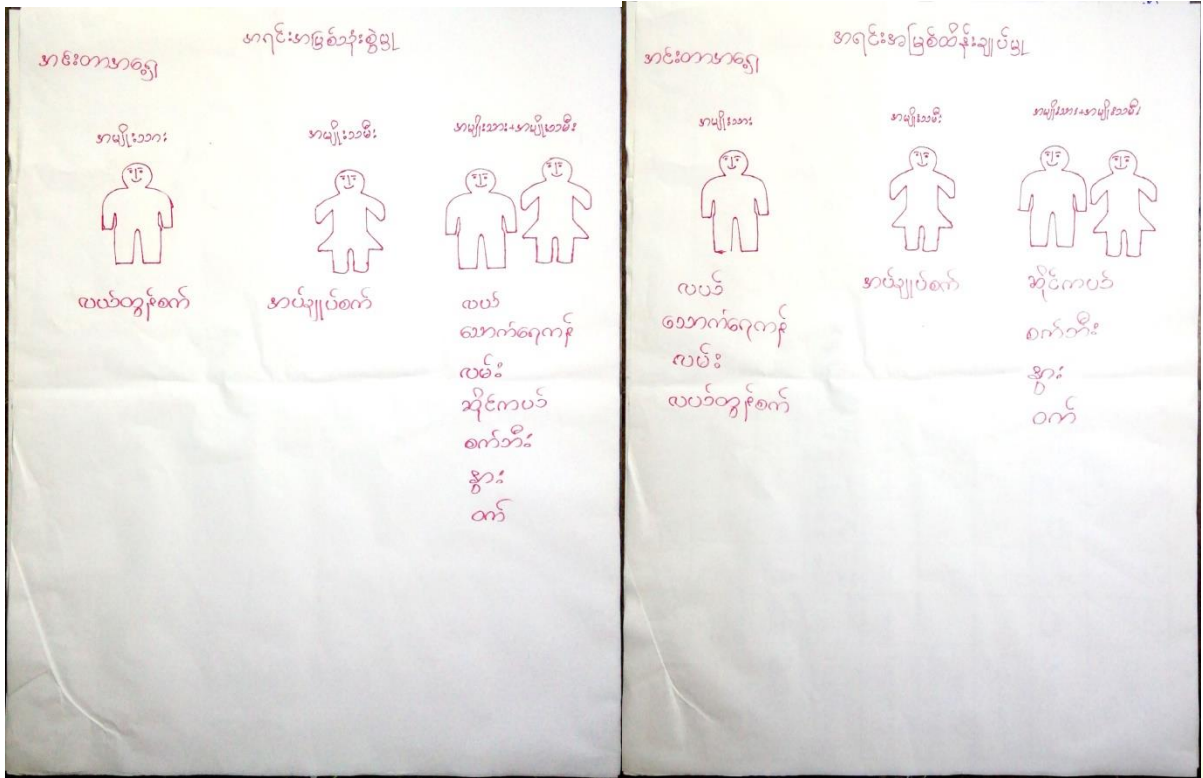 အရင်းအမြစ်သုံးစွဲမှု
အင်းတာအရှေ့
အမျိုးသား
အမျိုးသမီး
အမျိုးသား+အမျိုးသမီး
လယ်တွန်စက်
အပ်ချုပ်စက်
လယ်
သောက်ရေကန်
လမ်း
ဆိုင်ကယ်
စက်ဘီး
နွား
ဝက်
အရင်းအမြစ်ထိန်းချုပ်မှု
အင်းတာအရှေ့
အမျိုးသား
အမျိုးသမီး
အမျိုးသား+အမျိုးသမီး
လယ်
သောက်ရေကန်
လမ်း
လယ်တွန်စက်
အပ်ချုပ်စက်
ဆိုင်ကယ်
စက်ဘီး
နွား
ဝက်